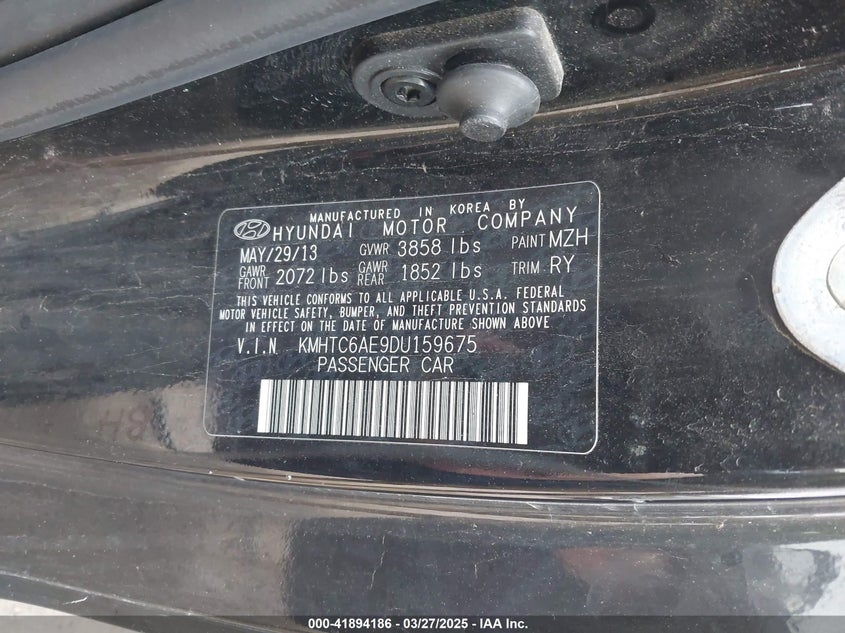 MANUFACTURED IN KOREA BY
HYUNDAI MOTOR COMPANY
MAY/29/13 GVWR 3858 lbs PAINT MZH
GAWR FRONT 2072 lbs GAWR REAR 1852 lbs TRIM RY
THIS VEHICLE CONFORMS TO ALL APPLICABLE U.S.A. FEDERAL
MOTOR VEHICLE SAFETY, BUMPER, AND THEFT PREVENTION STANDARDS
IN EFFECT ON THE DATE OF MANUFACTURE SHOWN ABOVE
V.I.N KMHTC6AE9DU159675
PASSENGER CAR
000-41894186 - 03/27/2025 - IAA Inc.